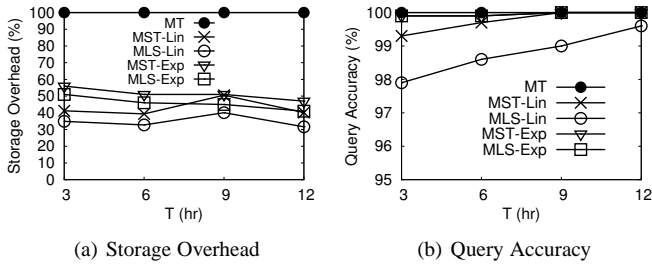 Storage Overhead (%)
100
90
80
70
60
50
40
30
20
10
0
MT
MST-Lin
MLS-Lin
MST-Exp
MLS-Exp
3 6 9 12
T (hr)
(a) Storage Overhead
Query Accuracy (%)
100
99
98
97
96
95
MT
MST-Lin
MLS-Lin
MST-Exp
MLS-Exp
3 6 9 12
T (hr)
(b) Query Accuracy